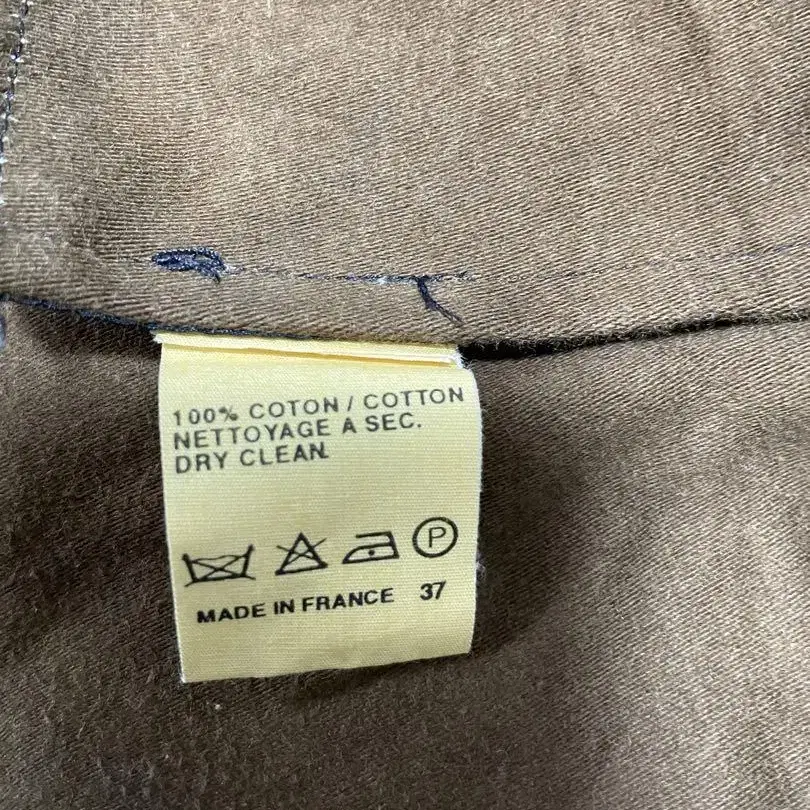 100% COTON / COTTON
NETTOYAGE À SEC.
DRY CLEAN.
P
MADE IN FRANCE 37